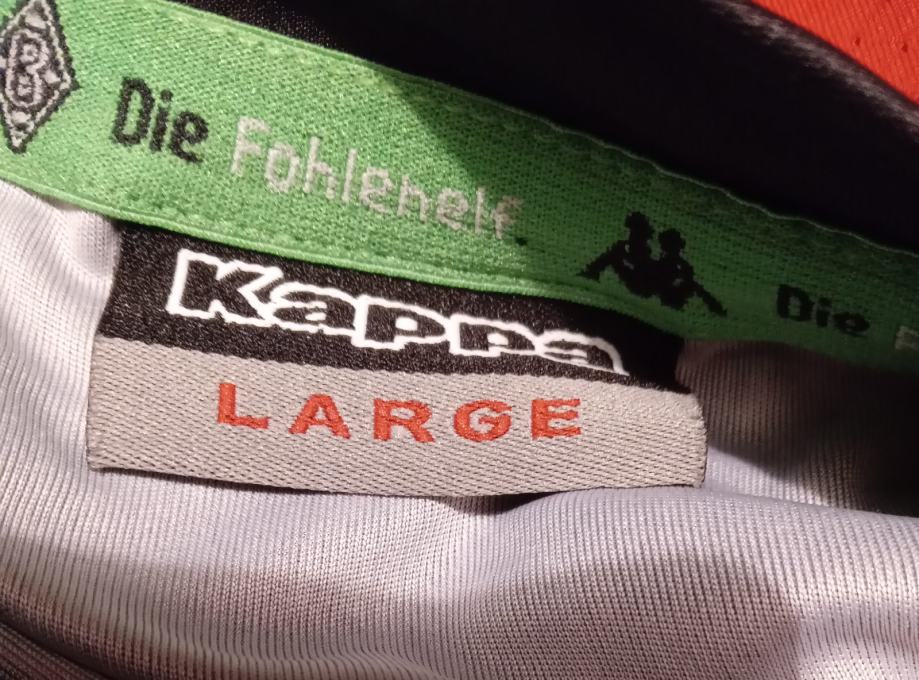 B Die Fohlenelf. Die
Kappa
LARGE